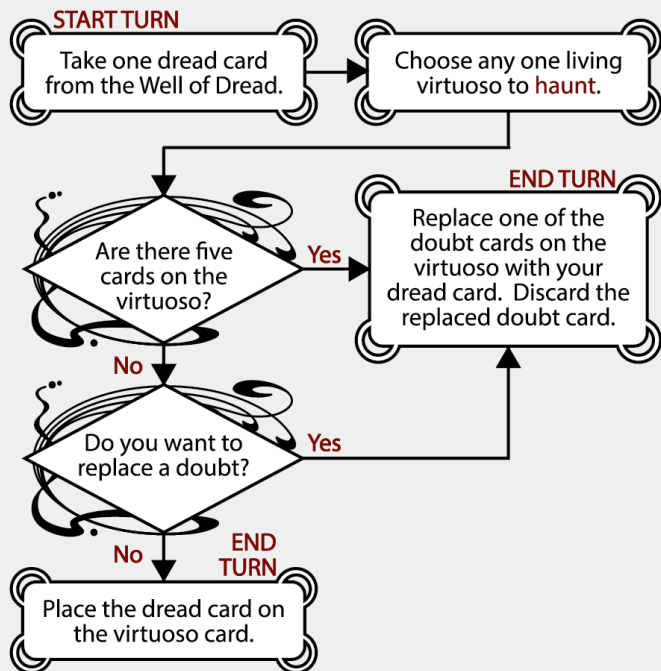 START TURN
Take one dread card
from the Well of Dread.
Choose any one living
virtuoso to haunt.
Are there five
cards on the
virtuoso?
Yes
END TURN
Replace one of the
doubt cards on the
virtuoso with your
dread card. Discard the
replaced doubt card.
No
Do you want to
replace a doubt?
Yes
No
END
TURN
Place the dread card on
the virtuoso card.